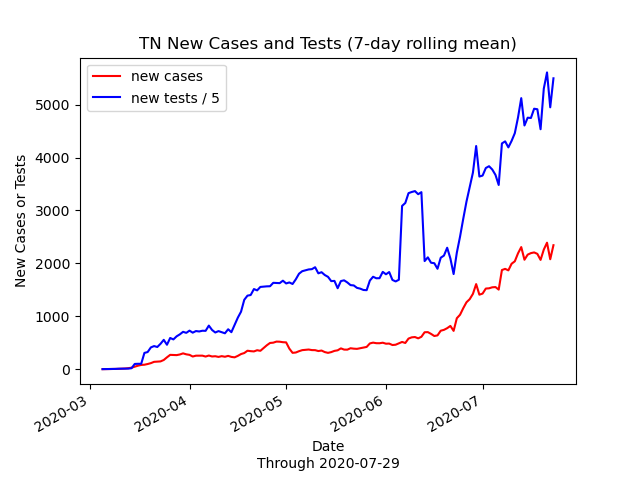 TN New Cases and Tests (7-day rolling mean)
new cases
new tests / 5
New Cases or Tests
5000
4000
3000
2000
1000
0
2020-03
2020-04
2020-05
2020-06
2020-07
Date
Through 2020-07-29